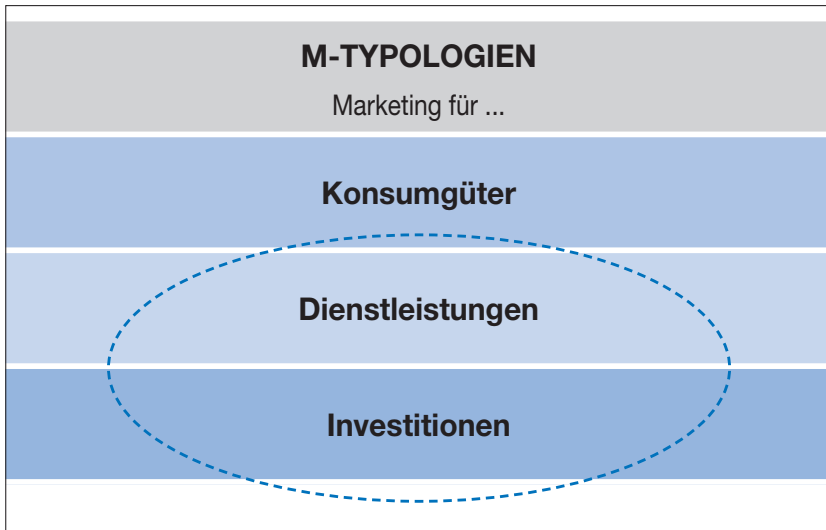 M-TYPOLOGIEN
Marketing für ...
Konsumgüter
Dienstleistungen
Investitionen